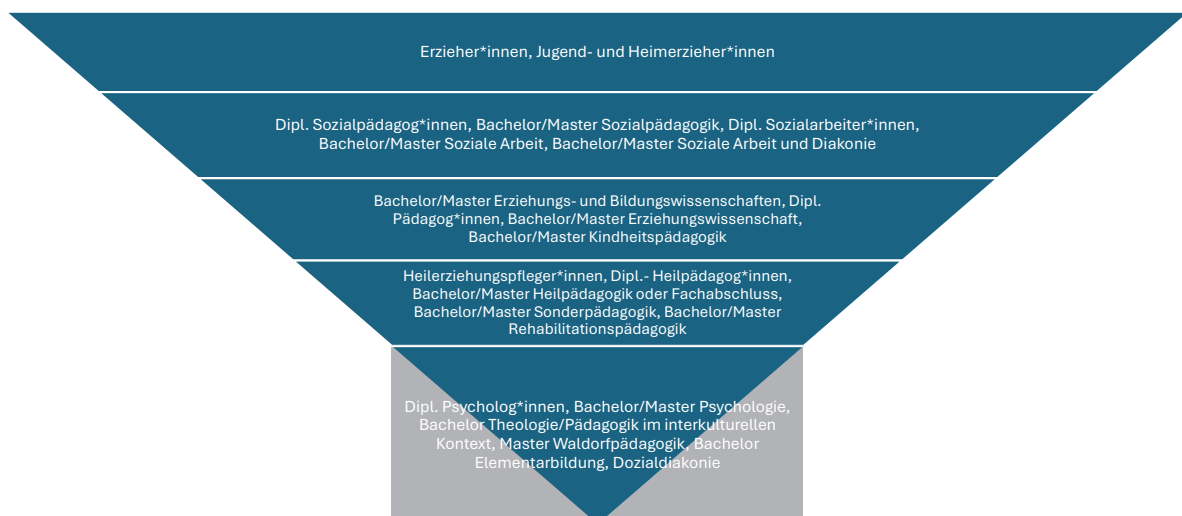 Erzieher*innen, Jugend- und Heimerzieher*innen
Dipl. Sozialpädagog*innen, Bachelor/Master Sozialpädagogik, Dipl. Sozialarbeiter*innen,
Bachelor/Master Soziale Arbeit, Bachelor/Master Soziale Arbeit und Diakonie
Bachelor/Master Erziehungs- und Bildungswissenschaften, Dipl.
Pädagog*innen, Bachelor/Master Erziehungswissenschaft,
Bachelor/Master Kindheitspädagogik
Heilerziehungspfleger*innen, Dipl.- Heilpädagog*innen,
Bachelor/Master Heilpädagogik oder Fachabschluss,
Bachelor/Master Sonderpädagogik, Bachelor/Master
Rehabilitationspädagogik
Dipl. Psycholog*innen, Bachelor/Master Psychologie,
Bachelor Theologie/Pädagogik im interkulturellen
Kontext, Master Waldorfpädagogik, Bachelor
Elementarbildung, Dozialdiakonie